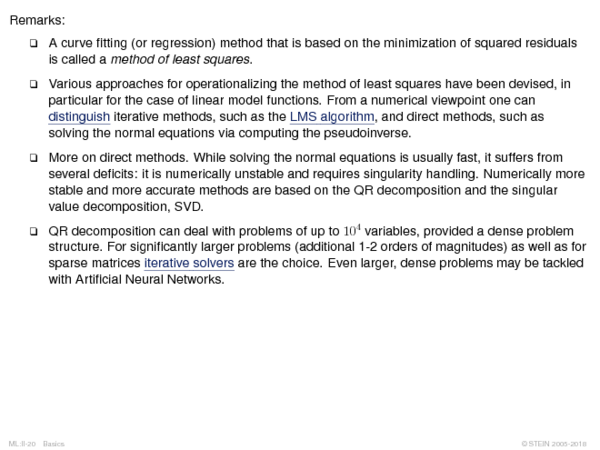 Remarks:
❑ A curve fitting (or regression) method that is based on the minimization of squared residuals
is called a method of least squares.
❑ Various approaches for operationalizing the method of least squares have been devised, in
particular for the case of linear model functions. From a numerical viewpoint one can
distinguish iterative methods, such as the LMS algorithm, and direct methods, such as
solving the normal equations via computing the pseudoinverse.
❑ More on direct methods. While solving the normal equations is usually fast, it suffers from
several deficits: it is numerically unstable and requires singularity handling. Numerically more
stable and more accurate methods are based on the QR decomposition and the singular
value decomposition, SVD.
❑ QR decomposition can deal with problems of up to 10⁴ variables, provided a dense problem
structure. For significantly larger problems (additional 1-2 orders of magnitudes) as well as for
sparse matrices iterative solvers are the choice. Even larger, dense problems may be tackled
with Artificial Neural Networks.
ML:II-20 Basics © STEIN 2005-2018